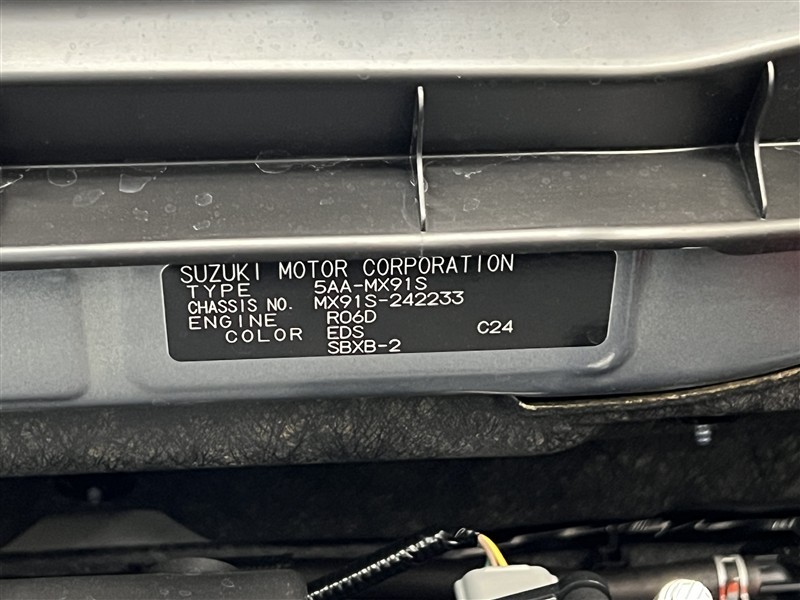 SUZUKI MOTOR CORPORATION
TYPE 5AA-MX91S
CHASSIS NO. MX91S-242233
ENGINE R06D
COLOR EDS C24
SBXB-2